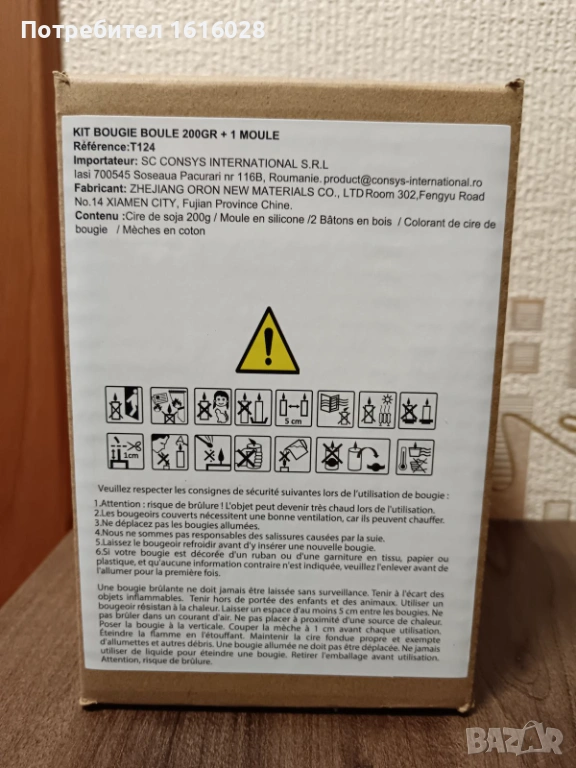 Потребител 1616028
KIT BOUGIE BOULE 200GR + 1 MOULE
Référence:T124
Importateur: SC CONSYS INTERNATIONAL S.R.L
Iasi 700545 Soseaua Pacurari nr 116B, Roumanie. product@consys-international.ro
Fabricant: ZHEJIANG ORON NEW MATERIALS CO., LTD Room 302,Fengyu Road
No.14 XIAMEN CITY, Fujian Province Chine.
Contenu :Cire de soja 200g / Moule en silicone /2 Bâtons en bois / Colorant de cire de
bougie / Mèches en coton
5 cm
1cm
Veuillez respecter les consignes de sécurité suivantes lors de l'utilisation de bougie :
1.Attention : risque de brûlure ! L'objet peut devenir très chaud lors de l'utilisation.
2.Les bougeoirs couverts nécessitent une bonne ventilation, car ils peuvent chauffer.
3.Ne déplacez pas les bougies allumées.
4.Nous ne sommes pas responsables des salissures causées par la suie.
5.Laissez le bougeoir refroidir avant d'y insérer une nouvelle bougie.
6.Si votre bougie est décorée d'un ruban ou d'une garniture en tissu, papier ou
plastique, et qu'aucune information contraire n'est indiquée, veuillez l'enlever avant de
l'allumer pour la première fois.
Une bougie brûlante ne doit jamais être laissée sans surveillance. Tenir à l'écart des
objets inflammables. Tenir hors de portée des enfants et des animaux. Utiliser un
bougeoir résistan à la chaleur. Laisser un espace d'au moins 5 cm entre les bougies. Ne
pas brûler dans un courant d'air. Ne pas placer à proximité d'une source de chaleur.
Poser la bougie à la verticale. Couper la mèche à 1 cm avant chaque utilisation.
Éteindre la flamme en l'étouffant. Maintenir la cire fondue propre et exempte
d'allumettes et autres débris. Une bougie allumée ne doit pas être déplacée. Ne jamais
utiliser de liquide pour éteindre une bougie. Retirer l'emballage avant utilisation.
Attention, risque de brûlure.
BAZAR